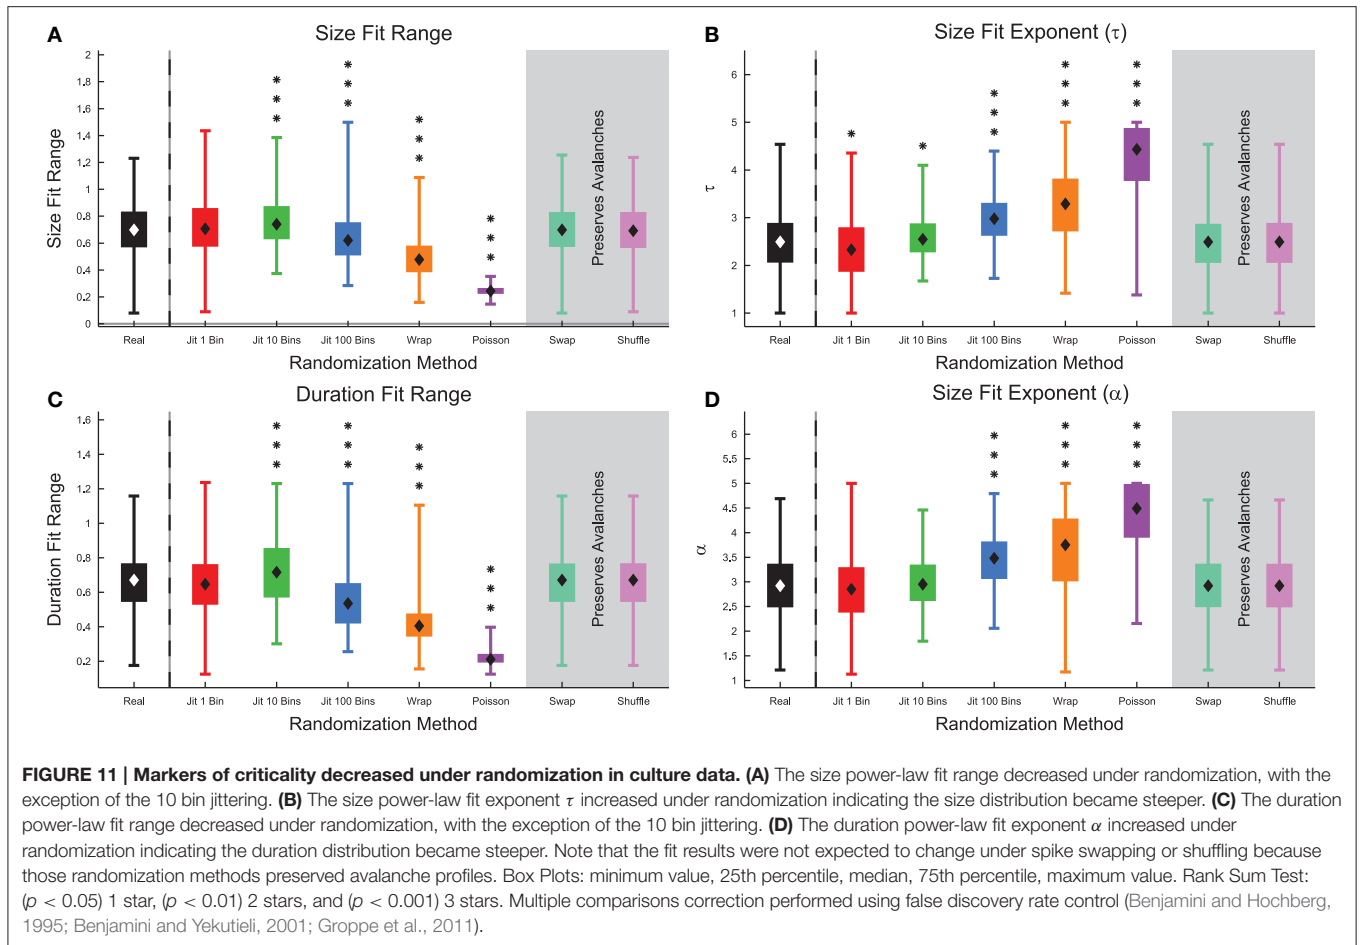 A
Size Fit Range
Size Fit Range
2
1.8
1.6
1.4
1.2
1
0.8
0.6
0.4
0.2
0
* * *
* * *
* * *
* * *
Preserves Avalanches
Real Jit 1 Bin Jit 10 Bins Jit 100 Bins Wrap Poisson Swap Shuffle
Randomization Method
B
Size Fit Exponent (τ)
τ
6
5
4
3
2
1
*
*
* * *
* * *
* * *
Preserves Avalanches
Real Jit 1 Bin Jit 10 Bins Jit 100 Bins Wrap Poisson Swap Shuffle
Randomization Method
C
Duration Fit Range
Duration Fit Range
1.6
1.4
1.2
1
0.8
0.6
0.4
0.2
* * *
* * *
* * *
* * *
Preserves Avalanches
Real Jit 1 Bin Jit 10 Bins Jit 100 Bins Wrap Poisson Swap Shuffle
Randomization Method
D
Size Fit Exponent (α)
α
6
5.5
5
4.5
4
3.5
3
2.5
2
1.5
1
* * *
* * *
* * *
Preserves Avalanches
Real Jit 1 Bin Jit 10 Bins Jit 100 Bins Wrap Poisson Swap Shuffle
Randomization Method
FIGURE 11 | Markers of criticality decreased under randomization in culture data. (A) The size power-law fit range decreased under randomization, with the
exception of the 10 bin jittering. (B) The size power-law fit exponent τ increased under randomization indicating the size distribution became steeper. (C) The duration
power-law fit range decreased under randomization, with the exception of the 10 bin jittering. (D) The duration power-law fit exponent α increased under
randomization indicating the duration distribution became steeper. Note that the fit results were not expected to change under spike swapping or shuffling because
those randomization methods preserved avalanche profiles. Box Plots: minimum value, 25th percentile, median, 75th percentile, maximum value. Rank Sum Test:
(p < 0.05) 1 star, (p < 0.01) 2 stars, and (p < 0.001) 3 stars. Multiple comparisons correction performed using false discovery rate control (Benjamini and Hochberg,
1995; Benjamini and Yekutieli, 2001; Groppe et al., 2011).